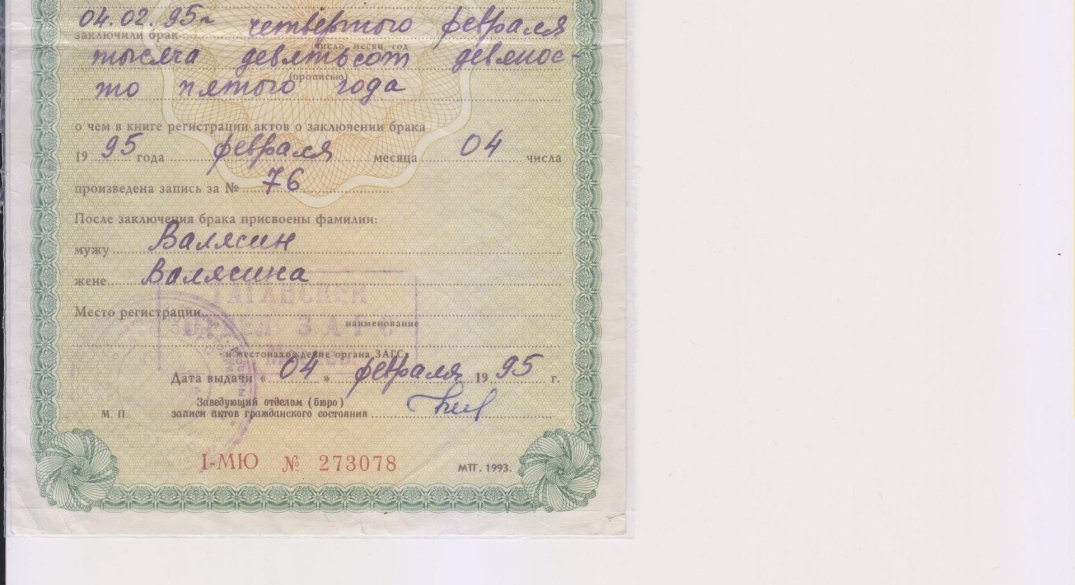 04.02.95г четвертого февраля
заключили брак
число, месяц, год
тысяча девятьсот девянос-
(прописью)
то пятого года
о чем в книге регистрации актов о заключении брака
19 95 года февраля месяца 04 числа
произведена запись за № 76
После заключения брака присвоены фамилии:
мужу Валясин
жене Валясина
ТАГАНСКИЙ
Место регистрации
наименование
ОТДЕЛ ЗАГС
и местонахождение органа ЗАГСа
Дата выдачи « 04 » февраля 19 95 г.
Заведующий отделом (бюро)
М. П. записи актов гражданского состояния
I-МЮ № 273078 МТГ. 1993.